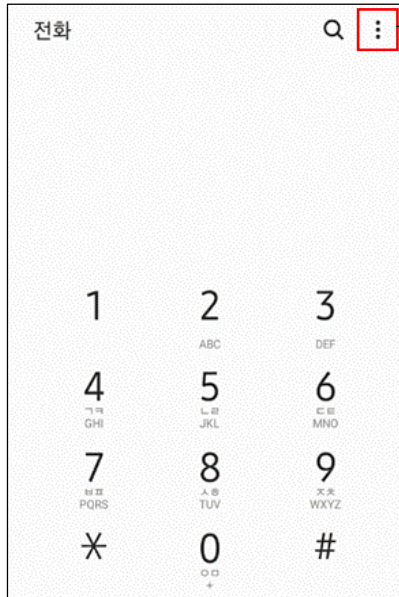 전화
1 2 3
ABC DEF
4 5 6
ㄱㅋ ㄴㄹ ㄷㅌ
GHI JKL MNO
7 8 9
ㅂㅍ ㅅㅎ ㅈㅊ
PQRS TUV WXYZ
* 0 #
ㅇㅁ
+